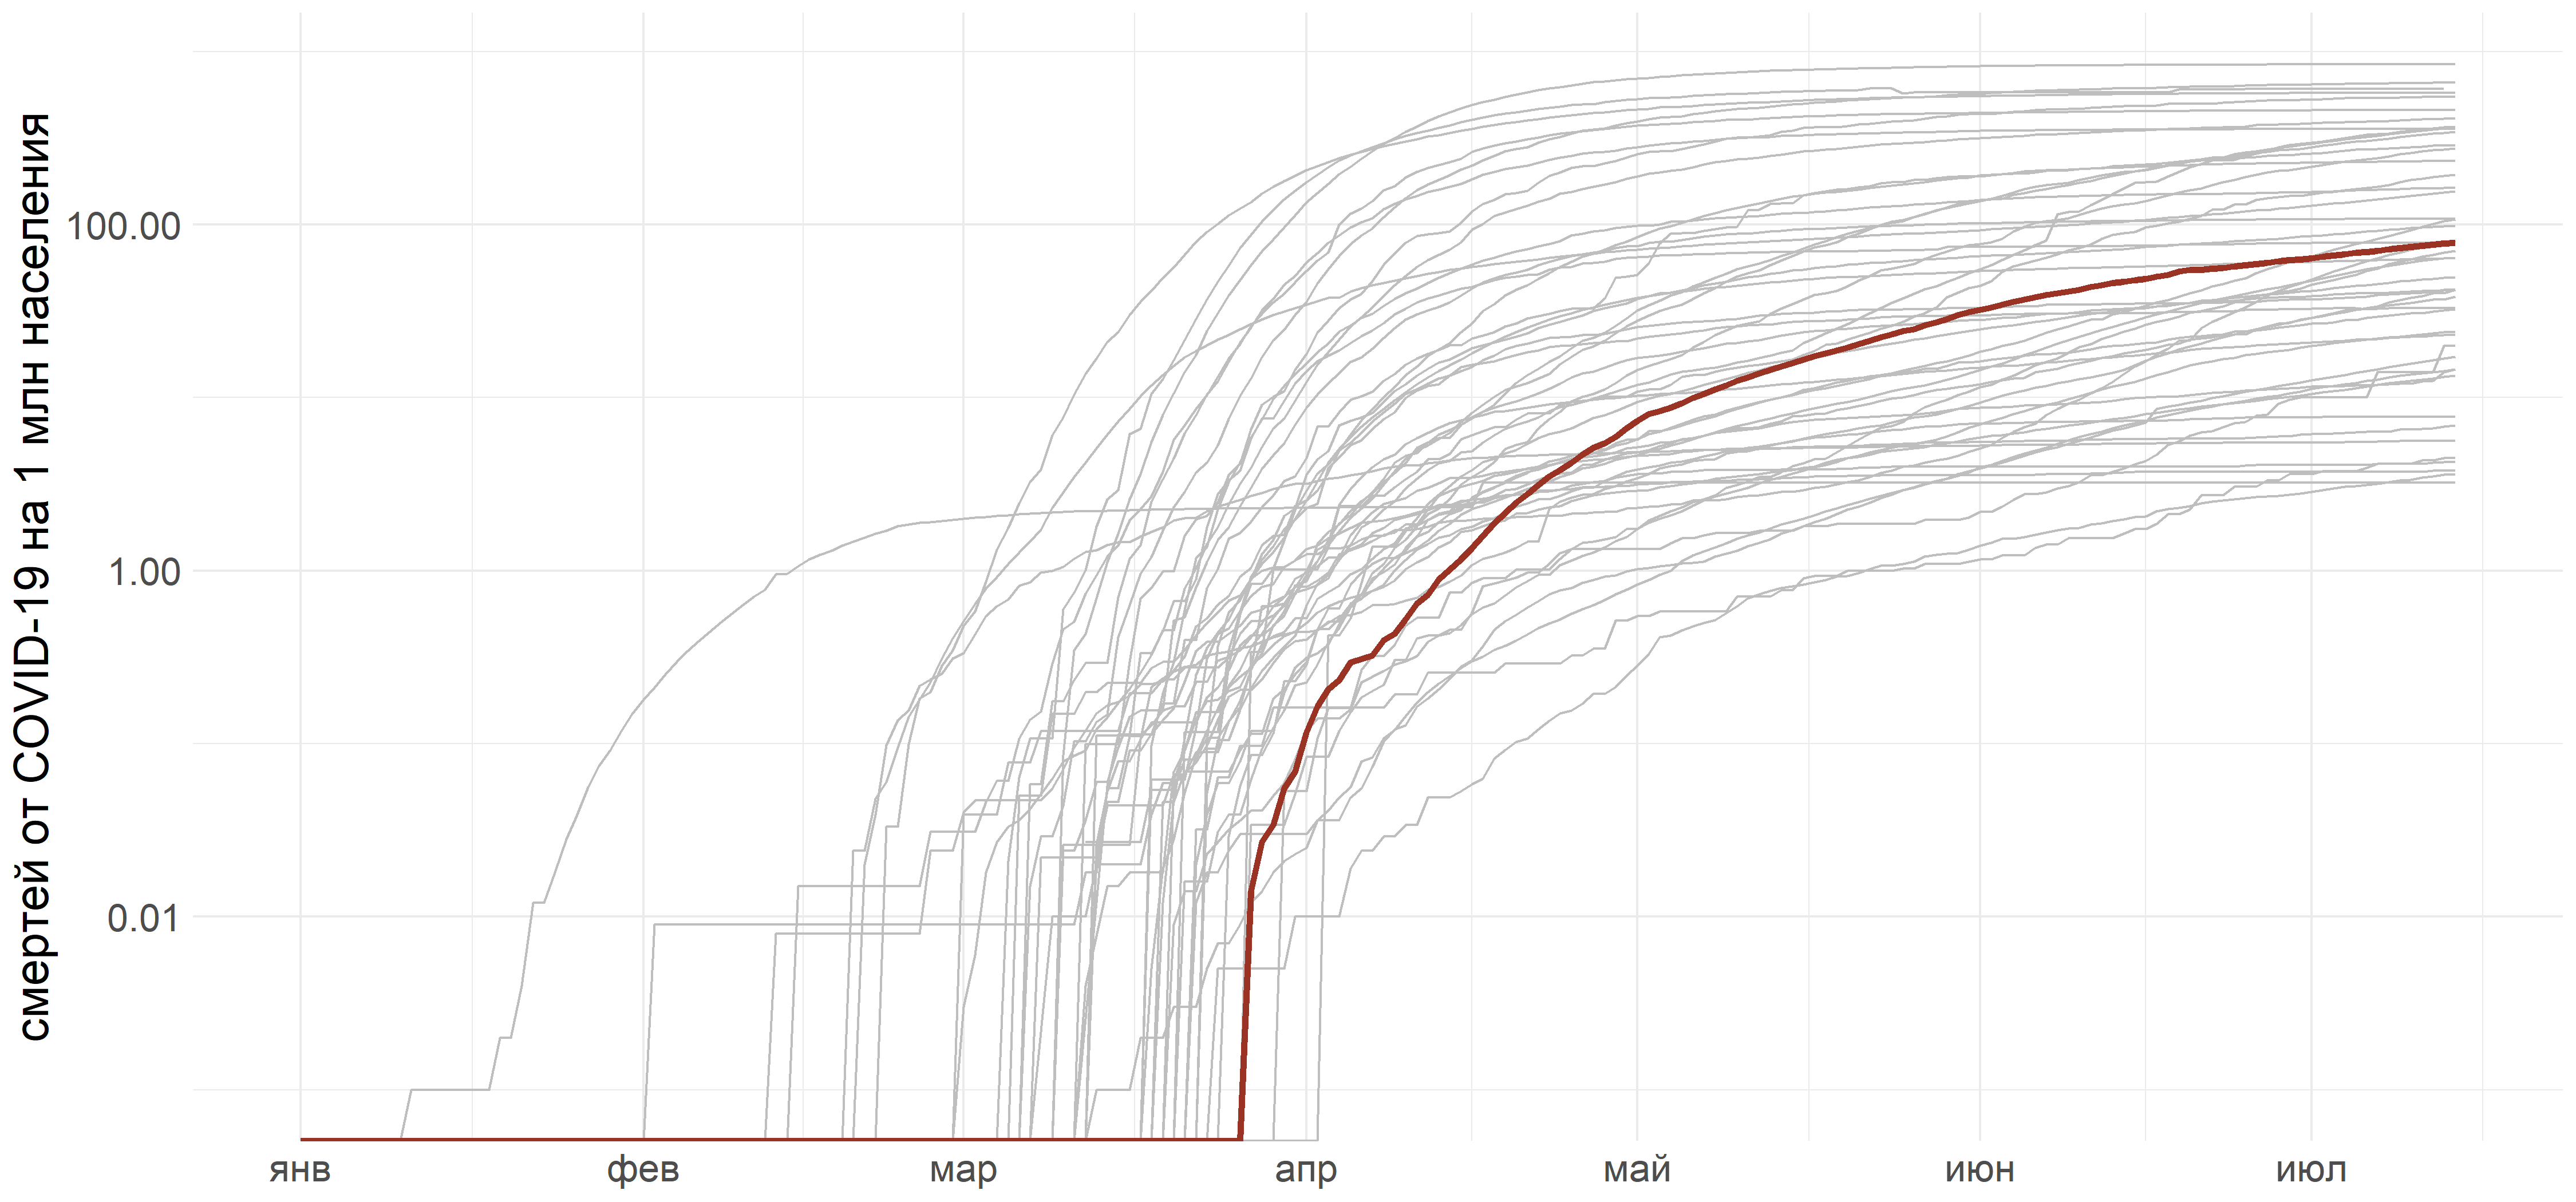 смертей от COVID-19 на 1 млн населения
100.00
1.00
0.01
янв фев мар апр май июн июл